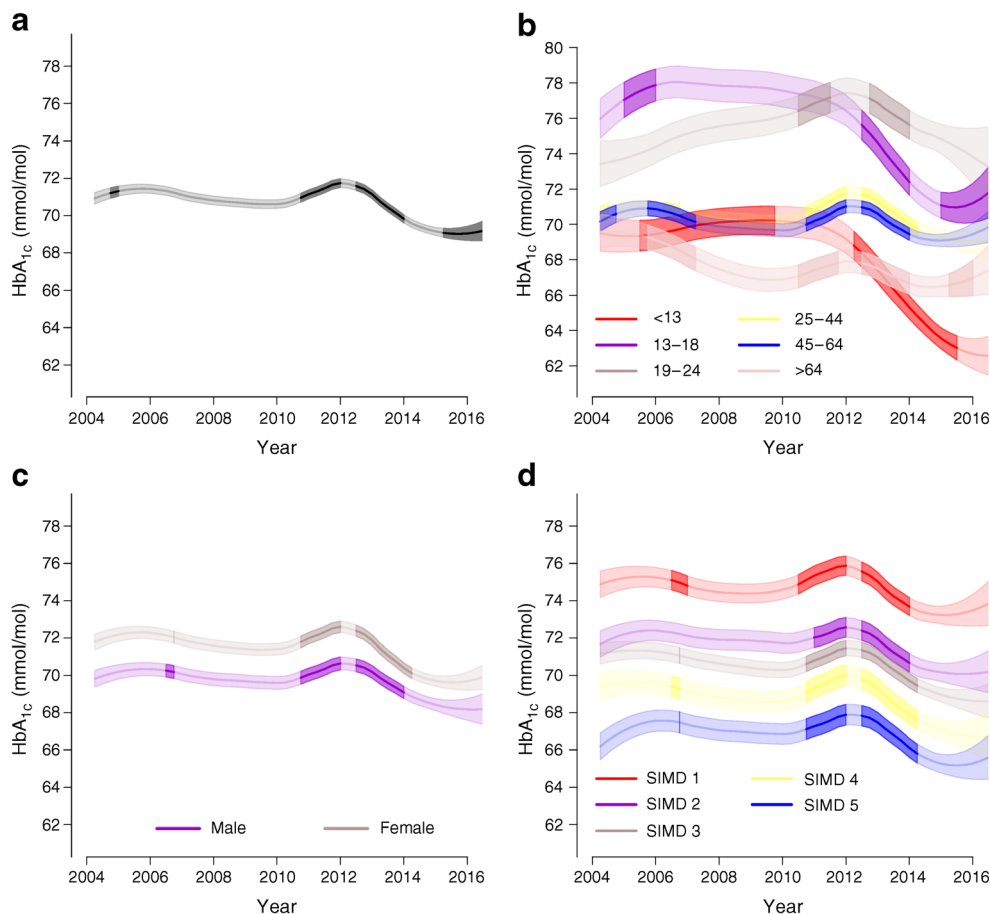 a
78
76
74
72
70
68
66
64
62
HbA1c (mmol/mol)
2004 2006 2008 2010 2012 2014 2016
Year
b
80
78
76
74
72
70
68
66
64
62
HbA1c (mmol/mol)
<13 25–44
13–18 45–64
19–24 >64
2004 2006 2008 2010 2012 2014 2016
Year
c
78
76
74
72
70
68
66
64
62
HbA1c (mmol/mol)
Male Female
2004 2006 2008 2010 2012 2014 2016
Year
d
78
76
74
72
70
68
66
64
62
HbA1c (mmol/mol)
SIMD 1 SIMD 4
SIMD 2 SIMD 5
SIMD 3
2004 2006 2008 2010 2012 2014 2016
Year